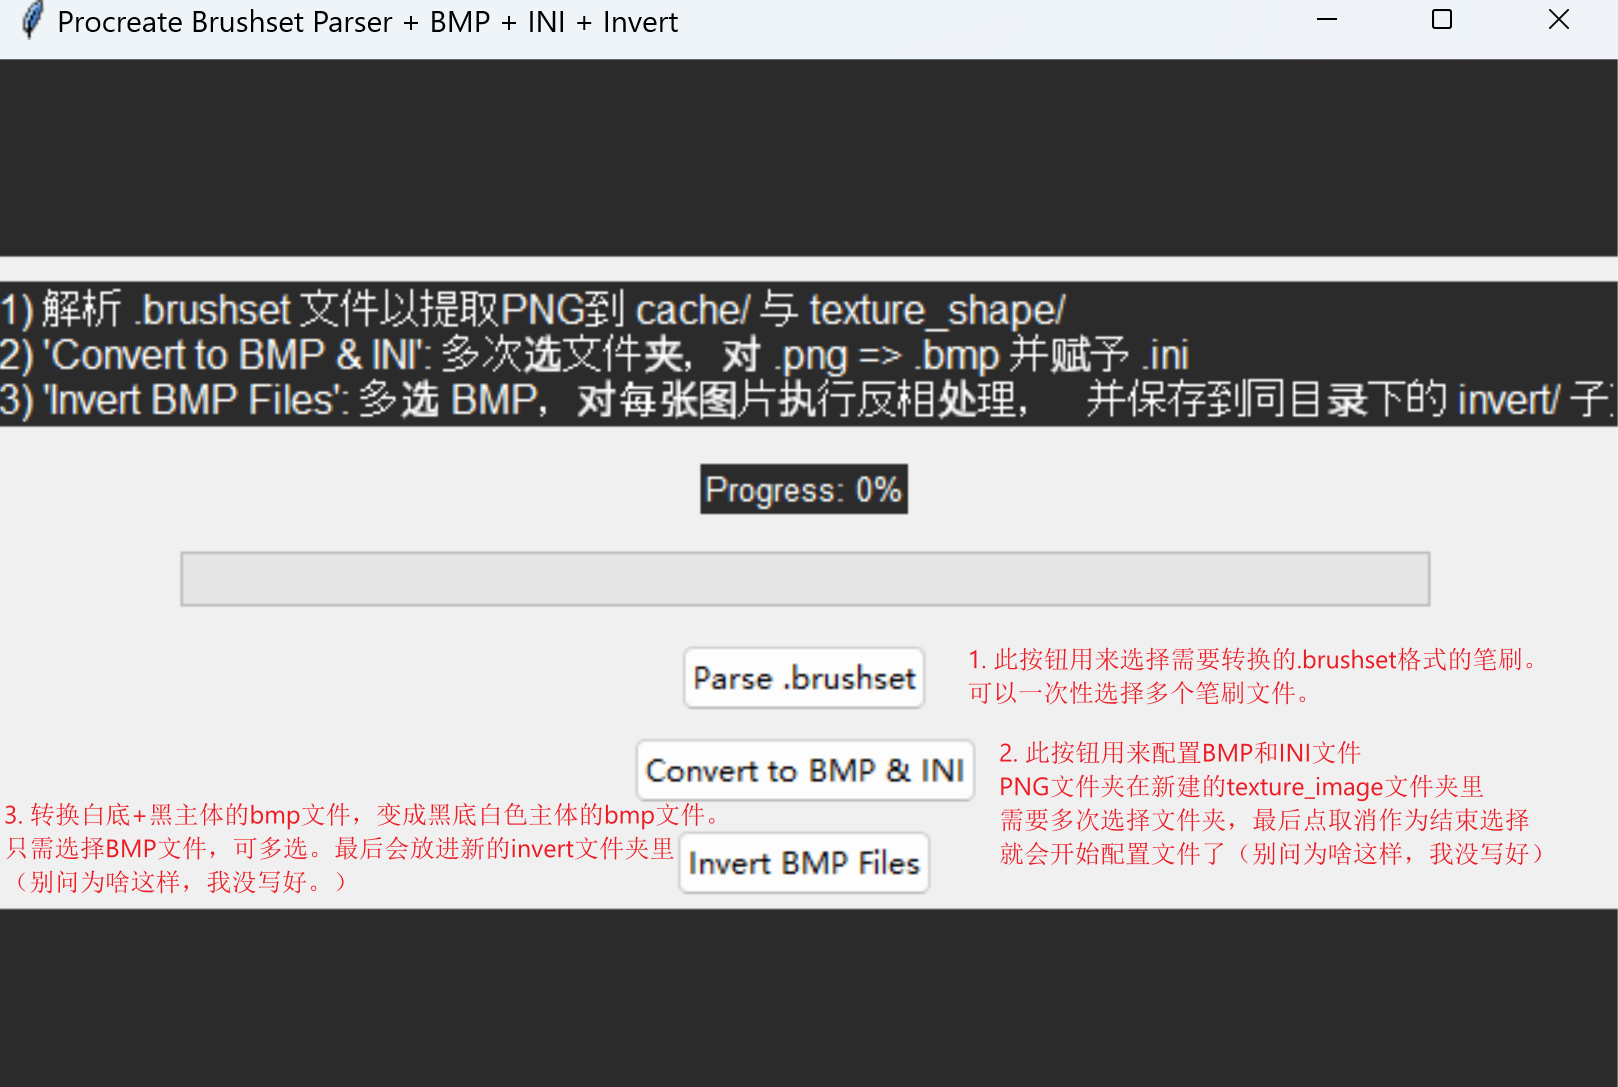 Procreate Brushset Parser + BMP + INI + Invert
1) 解析 .brushset 文件以提取PNG到 cache/ 与 texture_shape/
2) 'Convert to BMP & INI': 多次选文件夹，对 .png => .bmp 并赋予 .ini
3) 'Invert BMP Files': 多选 BMP，对每张图片执行反相处理， 并保存到同目录下的 invert/ 子
Progress: 0%
Parse .brushset
1. 此按钮用来选择需要转换的.brushset格式的笔刷。
可以一次性选择多个笔刷文件。
Convert to BMP & INI
2. 此按钮用来配置BMP和INI文件
PNG文件夹在新建的texture_image文件夹里
需要多次选择文件夹，最后点取消作为结束选择
就会开始配置文件了（别问为啥这样，我没写好）
3. 转换白底+黑主体的bmp文件，变成黑底白色主体的bmp文件。
只需选择BMP文件，可多选。最后会放进新的invert文件夹里
（别问为啥这样，我没写好。）
Invert BMP Files